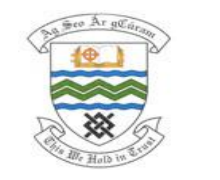 Ag Seo Ár gCúram
This We Hold in Trust